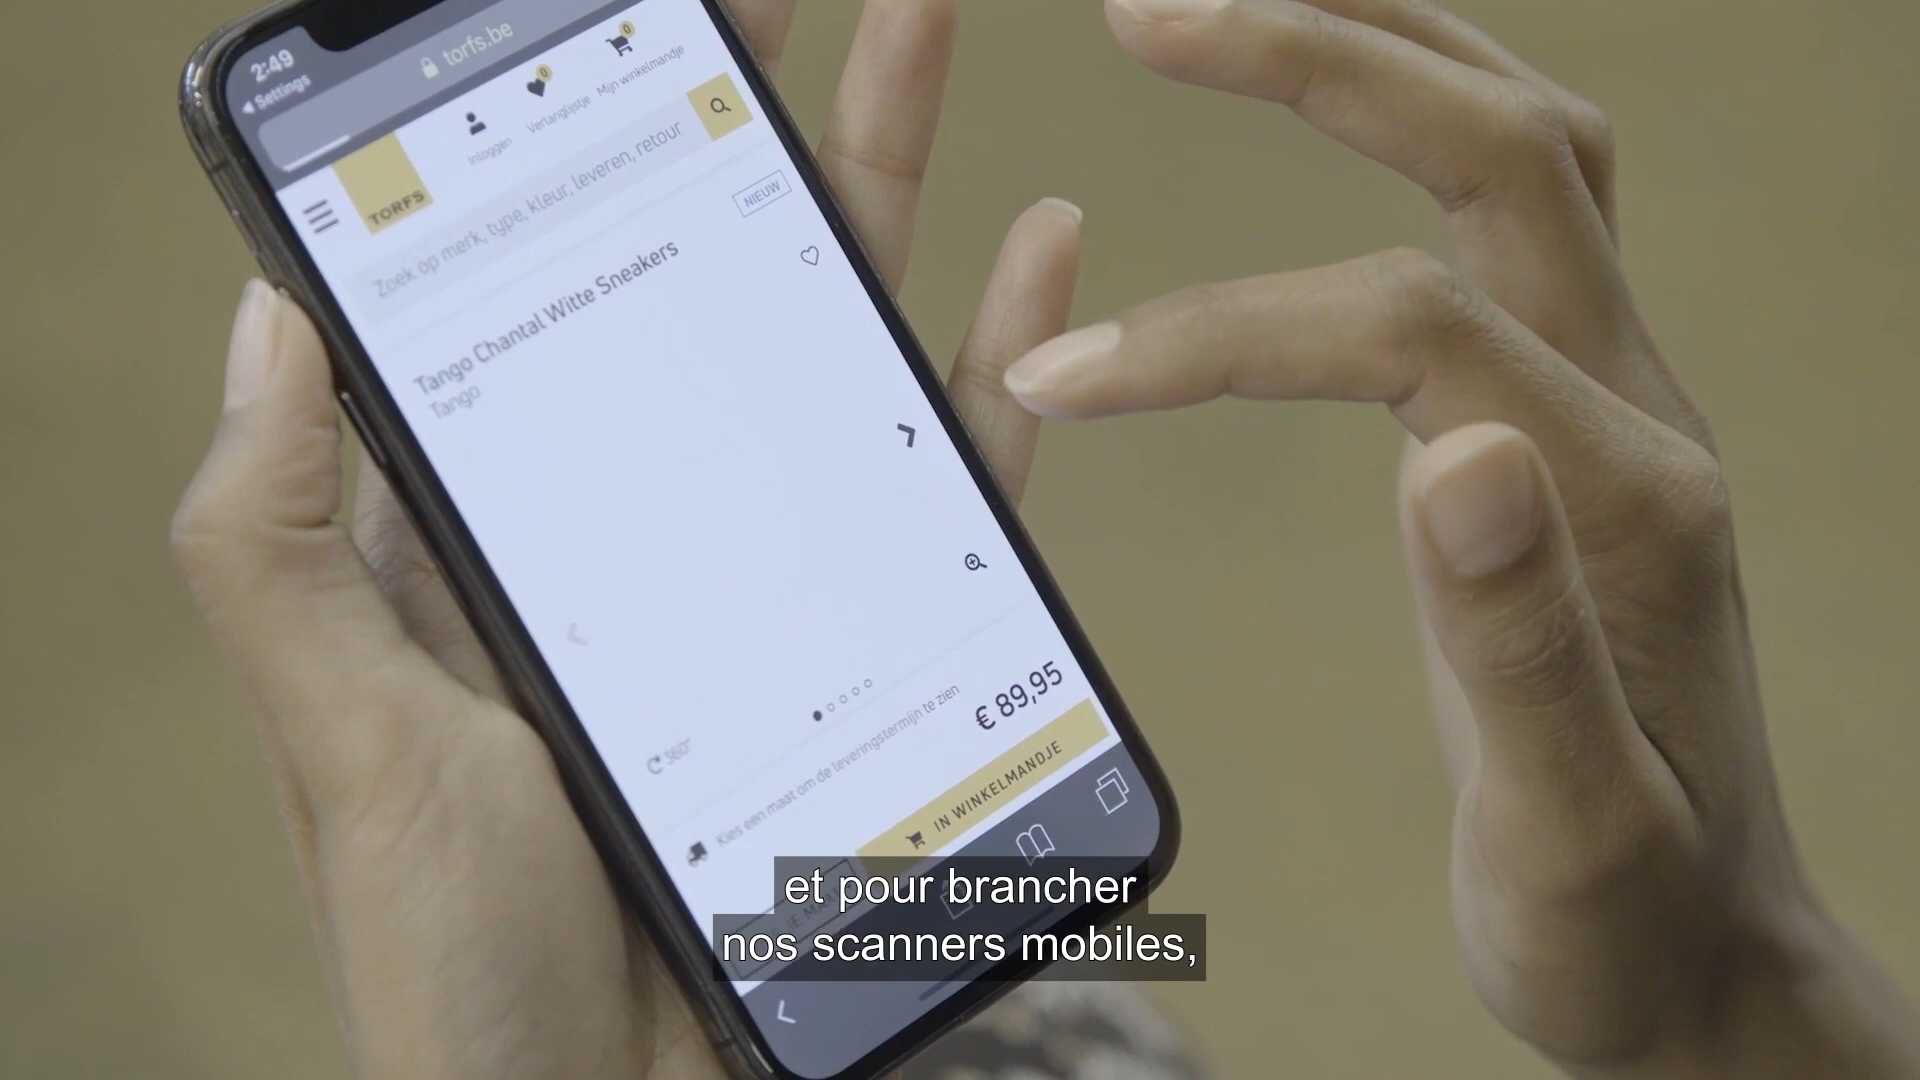 2:49
Settings
torfs.be
0
0
Inloggen
Verlanglijstje
Mijn winkelmandje
TORFS
Zoek op merk, type, kleur, leveren, retour
NIEUW
Tango Chantal Witte Sneakers
Tango
360°
€ 89,95
Kies een maat om de leveringstermijn te zien
IN WINKELMANDJE
et pour brancher
nos scanners mobiles,